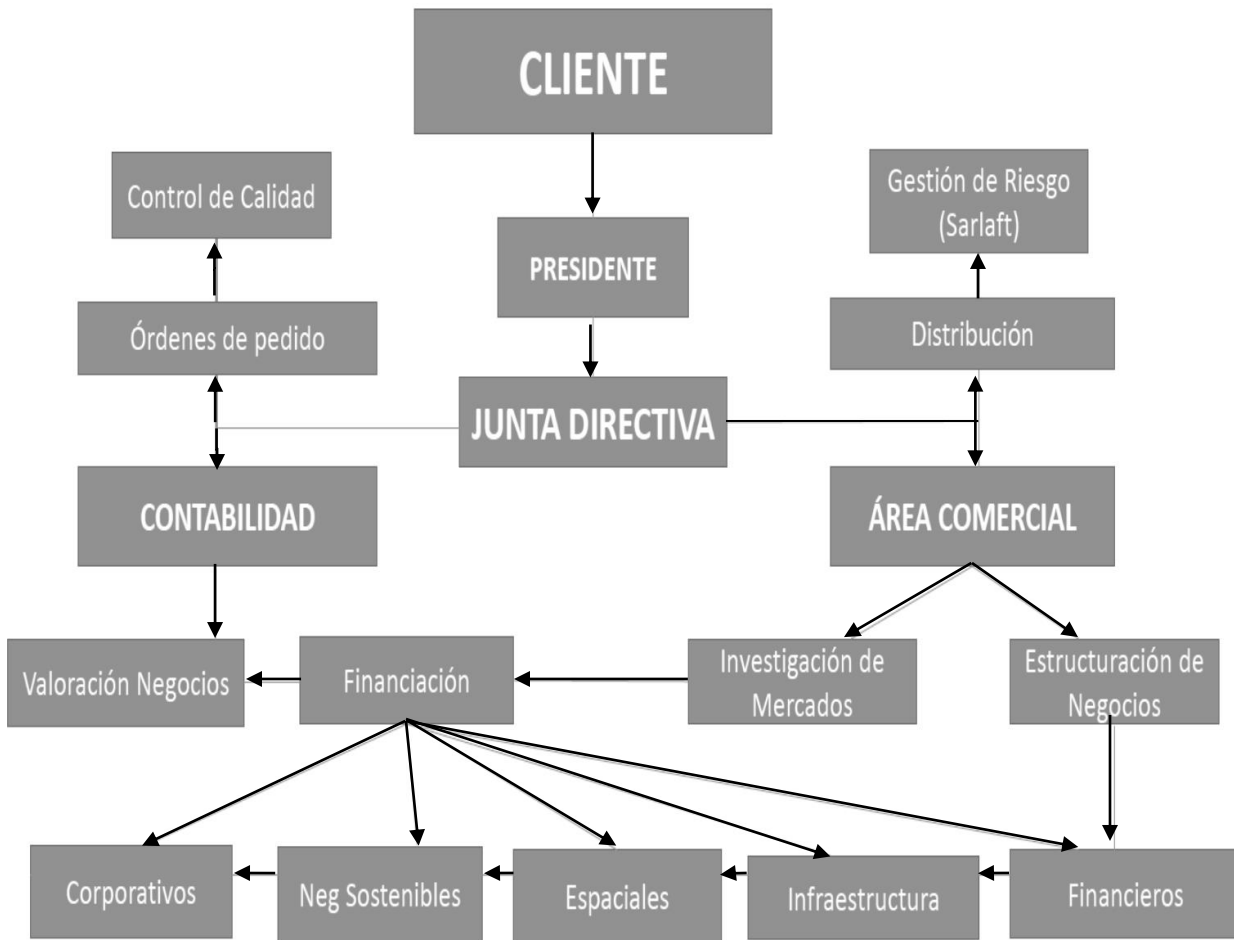 CLIENTE
Control de Calidad
Gestión de Riesgo
(Sarlaft)
PRESIDENTE
Órdenes de pedido
Distribución
JUNTA DIRECTIVA
CONTABILIDAD
ÁREA COMERCIAL
Valoración Negocios
Financiación
Investigación de
Mercados
Estructuración de
Negocios
Corporativos
Neg Sostenibles
Espaciales
Infraestructura
Financieros